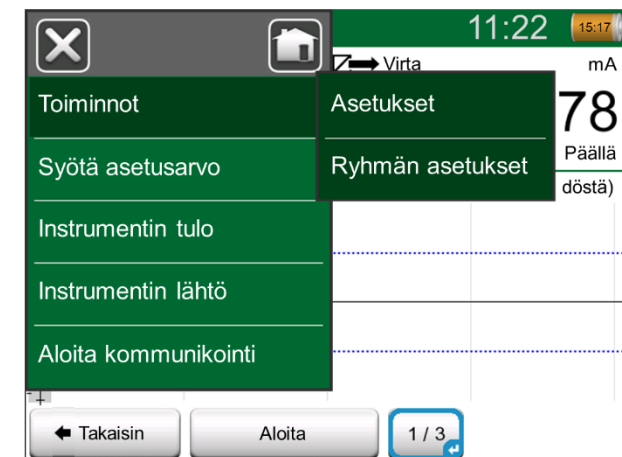 11:22 15:17
Virta mA
Toiminnot
Asetukset
78
Syötä asetusarvo
Ryhmän asetukset
Päällä
döstä)
Instrumentin tulo
Instrumentin lähtö
Aloita kommunikointi
Takaisin
Aloita
1 / 3